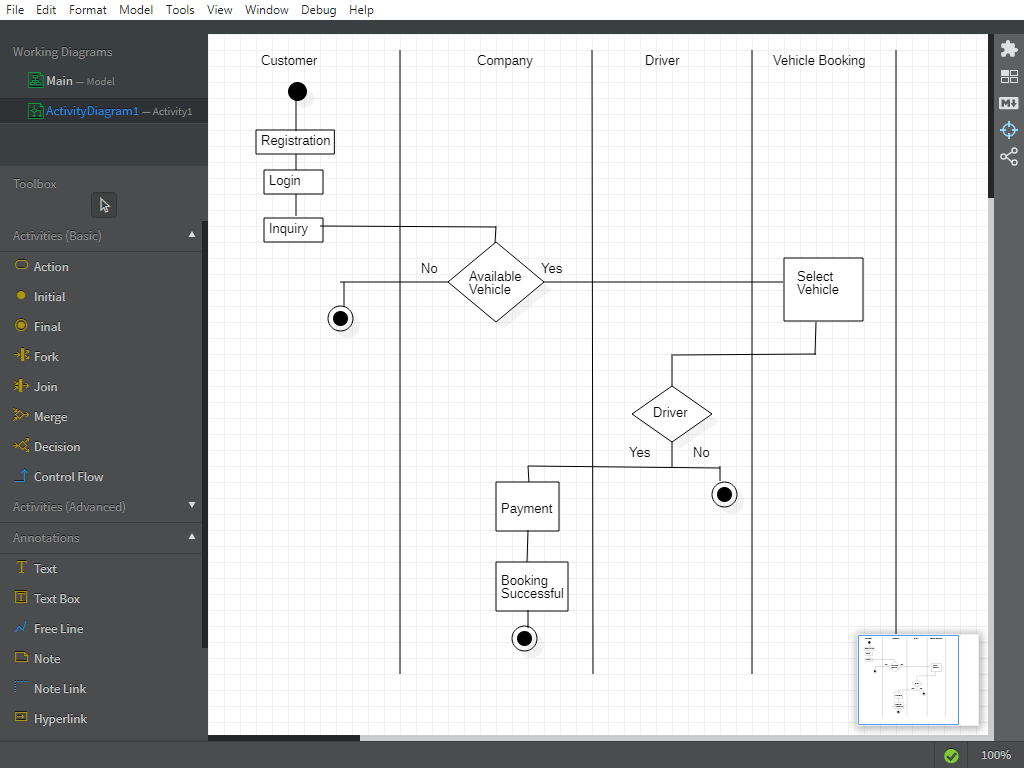 File Edit Format Model Tools View Window Debug Help
Working Diagrams
Main — Model
ActivityDiagram1 — Activity1
Toolbox
Activities (Basic)
Action
Initial
Final
Fork
Join
Merge
Decision
Control Flow
Activities (Advanced)
Annotations
Text
Text Box
Free Line
Note
Note Link
Hyperlink
Customer
Company
Driver
Vehicle Booking
Registration
Login
Inquiry
No
Available
Vehicle
Yes
Select
Vehicle
Driver
Yes
No
Payment
Booking
Successful
M
100%